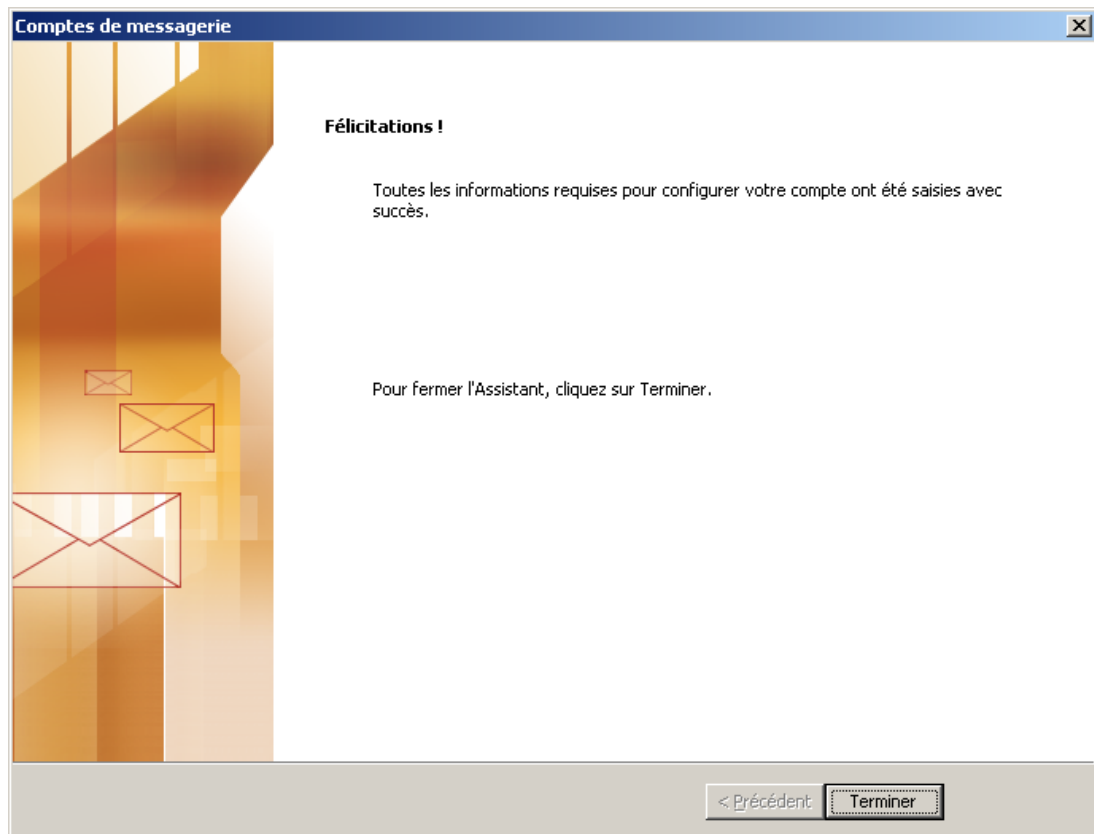 Comptes de messagerie
Félicitations !
Toutes les informations requises pour configurer votre compte ont été saisies avec
succès.
Pour fermer l'Assistant, cliquez sur Terminer.
< Précédent
Terminer